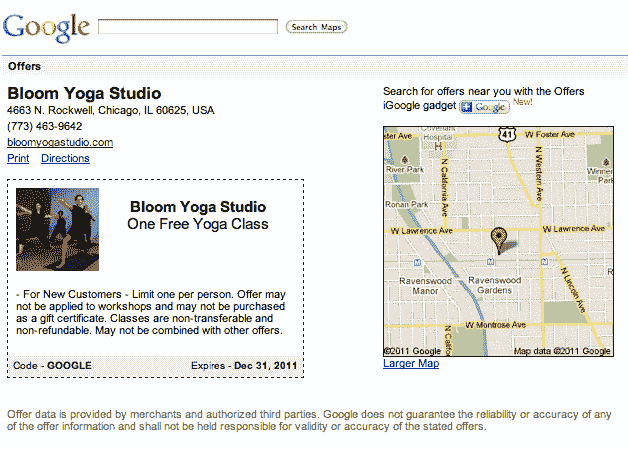 Google
Search Maps
Offers
Bloom Yoga Studio
4663 N. Rockwell, Chicago, IL 60625, USA
(773) 463-9642
bloomyogastudio.com
Print Directions
Bloom Yoga Studio
One Free Yoga Class
- For New Customers - Limit one per person. Offer may
not be applied to workshops and may not be purchased
as a gift certificate. Classes are non-transferable and
non-refundable. May not be combined with other offers.
Code - GOOGLE
Expires - Dec 31, 2011
Search for offers near you with the Offers
iGoogle gadget
Google
New!
ster Ave
Covenant
Hospital
H
41
W Foster Ave
River Park
N California Ave
N Western Ave
Winner
Park
Ronan Park
W Lawrence Ave
W Lawrence Ave
M
M
Ravenswood
Manor
Ravenswood
Gardens
N Lincoln Ave
W Montrose Ave
N Califo
©2011 Google
Map data ©2011 Google
Larger Map
Offer data is provided by merchants and authorized third parties. Google does not guarantee the reliability or accuracy of any
of the offer information and shall not be held responsible for validity or accuracy of the stated offers.